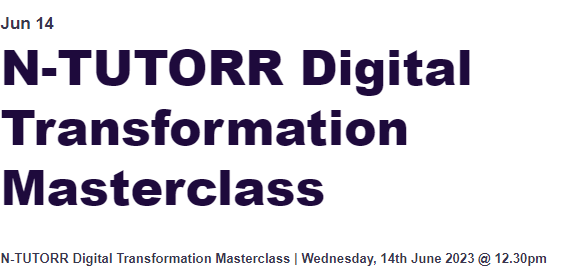 Jun 14
N-TUTORR Digital
Transformation
Masterclass
N-TUTORR Digital Transformation Masterclass | Wednesday, 14th June 2023 @ 12.30pm